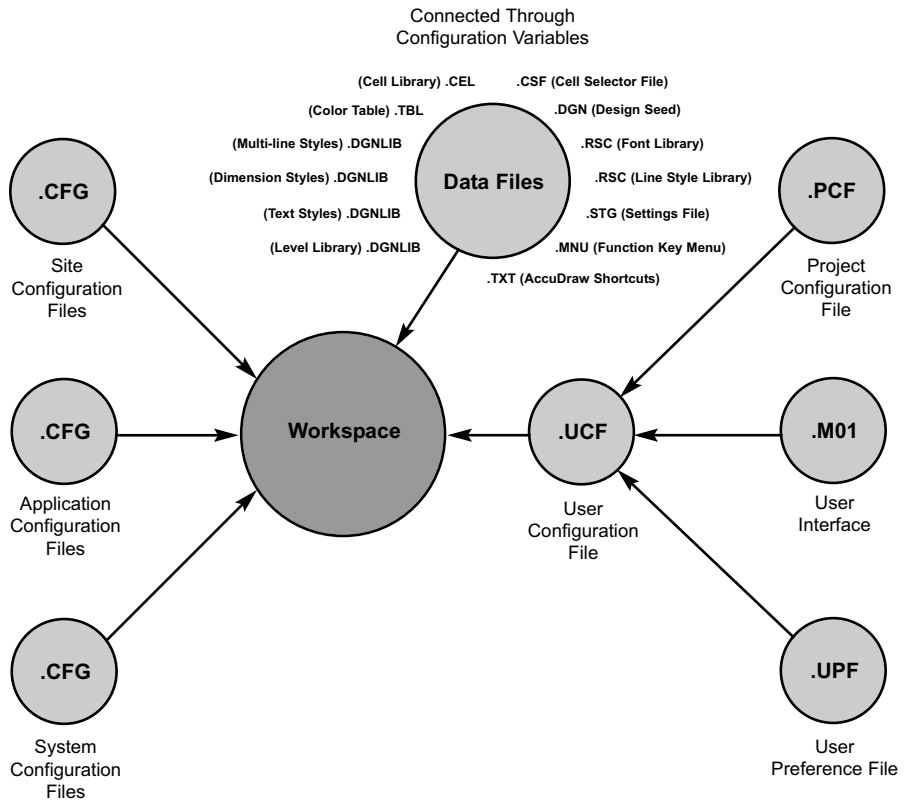 Connected Through
Configuration Variables
(Cell Library) .CEL
.CSF (Cell Selector File)
(Color Table) .TBL
.DGN (Design Seed)
(Multi-line Styles) .DGNLIB
.RSC (Font Library)
(Dimension Styles) .DGNLIB
Data Files
.RSC (Line Style Library)
(Text Styles) .DGNLIB
.STG (Settings File)
(Level Library) .DGNLIB
.MNU (Function Key Menu)
.TXT (AccuDraw Shortcuts)
.CFG
Site
Configuration
Files
.PCF
Project
Configuration
File
.CFG
Application
Configuration
Files
Workspace
.UCF
User
Configuration
File
.M01
User
Interface
.CFG
System
Configuration
Files
.UPF
User
Preference File